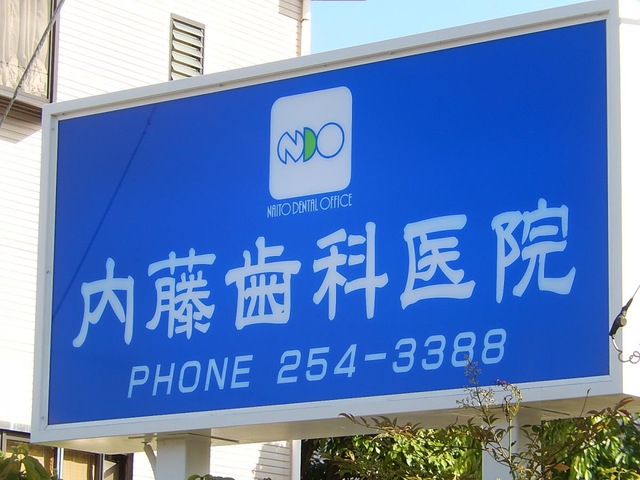 NDO
NAITO DENTAL OFFICE
内藤歯科医院
PHONE 254-3388